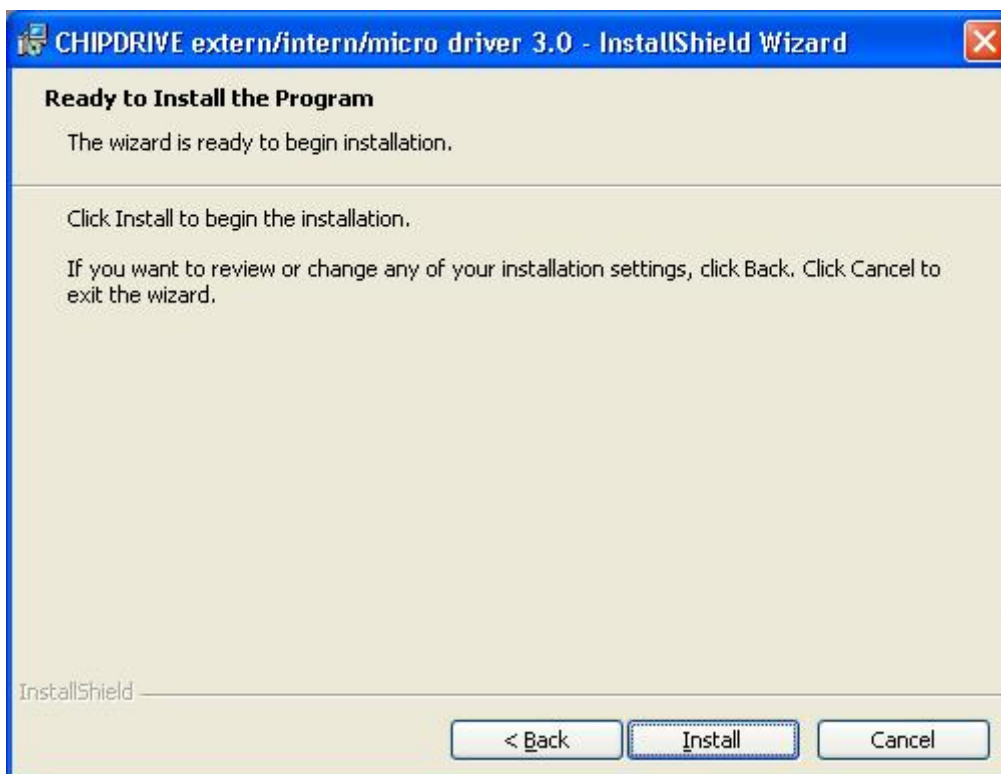 CHIPDRIVE extern/intern/micro driver 3.0 - InstallShield Wizard
Ready to Install the Program
The wizard is ready to begin installation.
Click Install to begin the installation.
If you want to review or change any of your installation settings, click Back. Click Cancel to
exit the wizard.
InstallShield
< Back Install Cancel